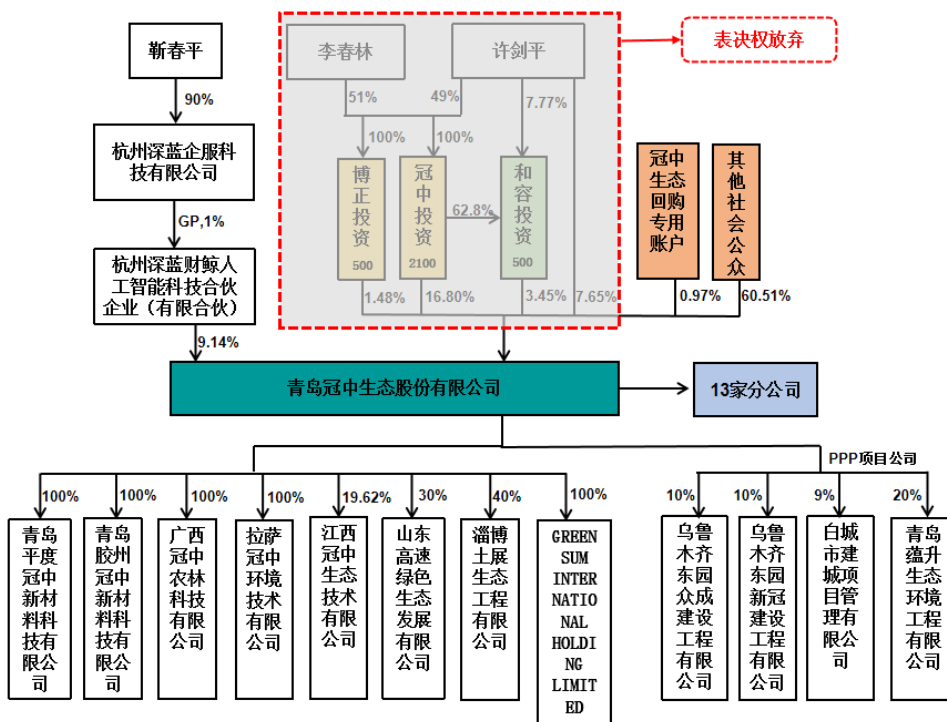 靳春平
李春林
许剑平
表决权放弃
90%
51%
49%
7.77%
杭州深蓝企服科
技有限公司
100%
100%
GP,1%
博正投资
500
冠中投资
2100
62.8%
和容投资
500
冠中
生态
回购
专用
账户
其他社会公众
杭州深蓝财鲸人
工智能科技合伙
企业（有限合伙）
9.14%
1.48%
16.80%
3.45%
7.65%
0.97%
60.51%
青岛冠中生态股份有限公司
13家分公司
PPP项目公司
100%
100%
100%
100%
19.62%
30%
40%
100%
10%
10%
9%
20%
青岛
平度
冠中
新材
料科
技有
限公
司
青岛
胶州
冠中
新材
料科
技有
限公
司
广西
冠中
农林
科技
有限
公司
拉萨
冠中
环境
技术
有限
公司
江西
冠中
生态
技术
有限
公司
山东
高速
绿色
生态
发展
有限
公司
淄博
土展
生态
工程
有限
公司
GREEN
SUM
INTER
NATIO
NAL
HOLDI
NG
LIMIT
ED
乌鲁
木齐
东园
众成
建设
工程
有限
公司
乌鲁
木齐
东园
新冠
建设
工程
有限
公司
白城
市建
城项
目管
理有
限公
司
青岛
蕴升
生态
环境
工程
有限
公司